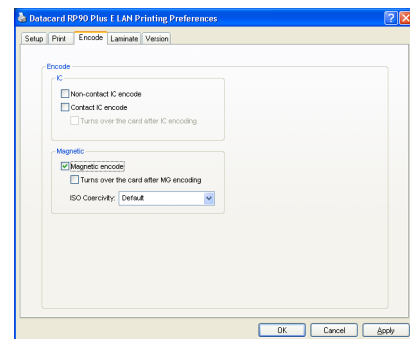 Datacard RP90 Plus E LAN Printing Preferences
Setup Print Encode Laminate Version
Encode
IC
Non-contact IC encode
Contact IC encode
Turns over the card after IC encoding
Magnetic
Magnetic encode
Turns over the card after MG encoding
ISO Coercivity: Default
OK Cancel Apply